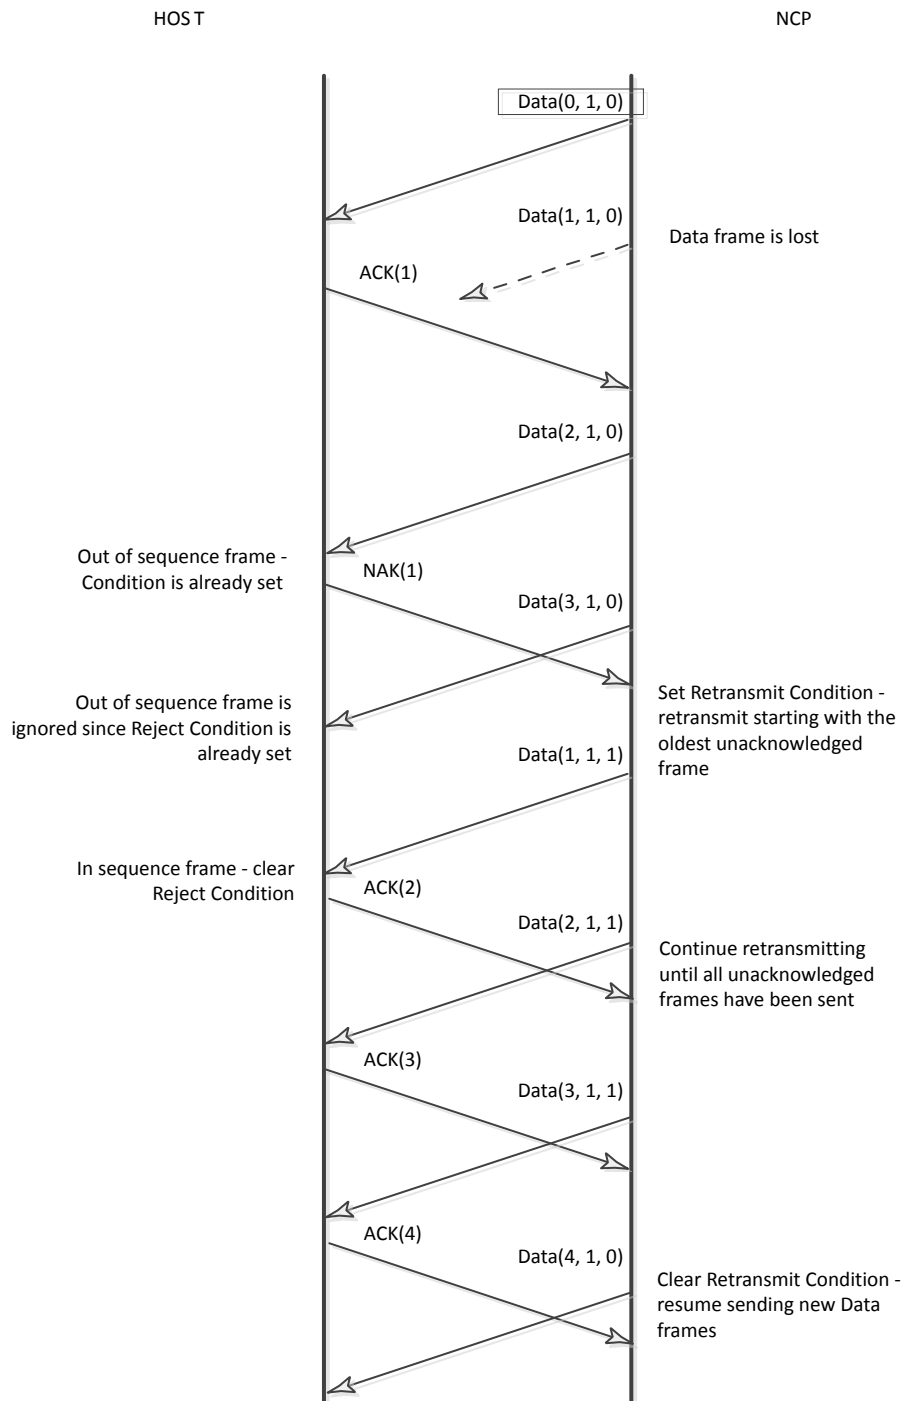 HOST
NCP
Data(0, 1, 0)
Data(1, 1, 0)
Data frame is lost
ACK(1)
Data(2, 1, 0)
Out of sequence frame -
Condition is already set
NAK(1)
Data(3, 1, 0)
Out of sequence frame is
ignored since Reject Condition is
already set
Set Retransmit Condition -
retransmit starting with the
oldest unacknowledged
frame
Data(1, 1, 1)
In sequence frame - clear
Reject Condition
ACK(2)
Data(2, 1, 1)
Continue retransmitting
until all unacknowledged
frames have been sent
ACK(3)
Data(3, 1, 1)
ACK(4)
Data(4, 1, 0)
Clear Retransmit Condition -
resume sending new Data
frames